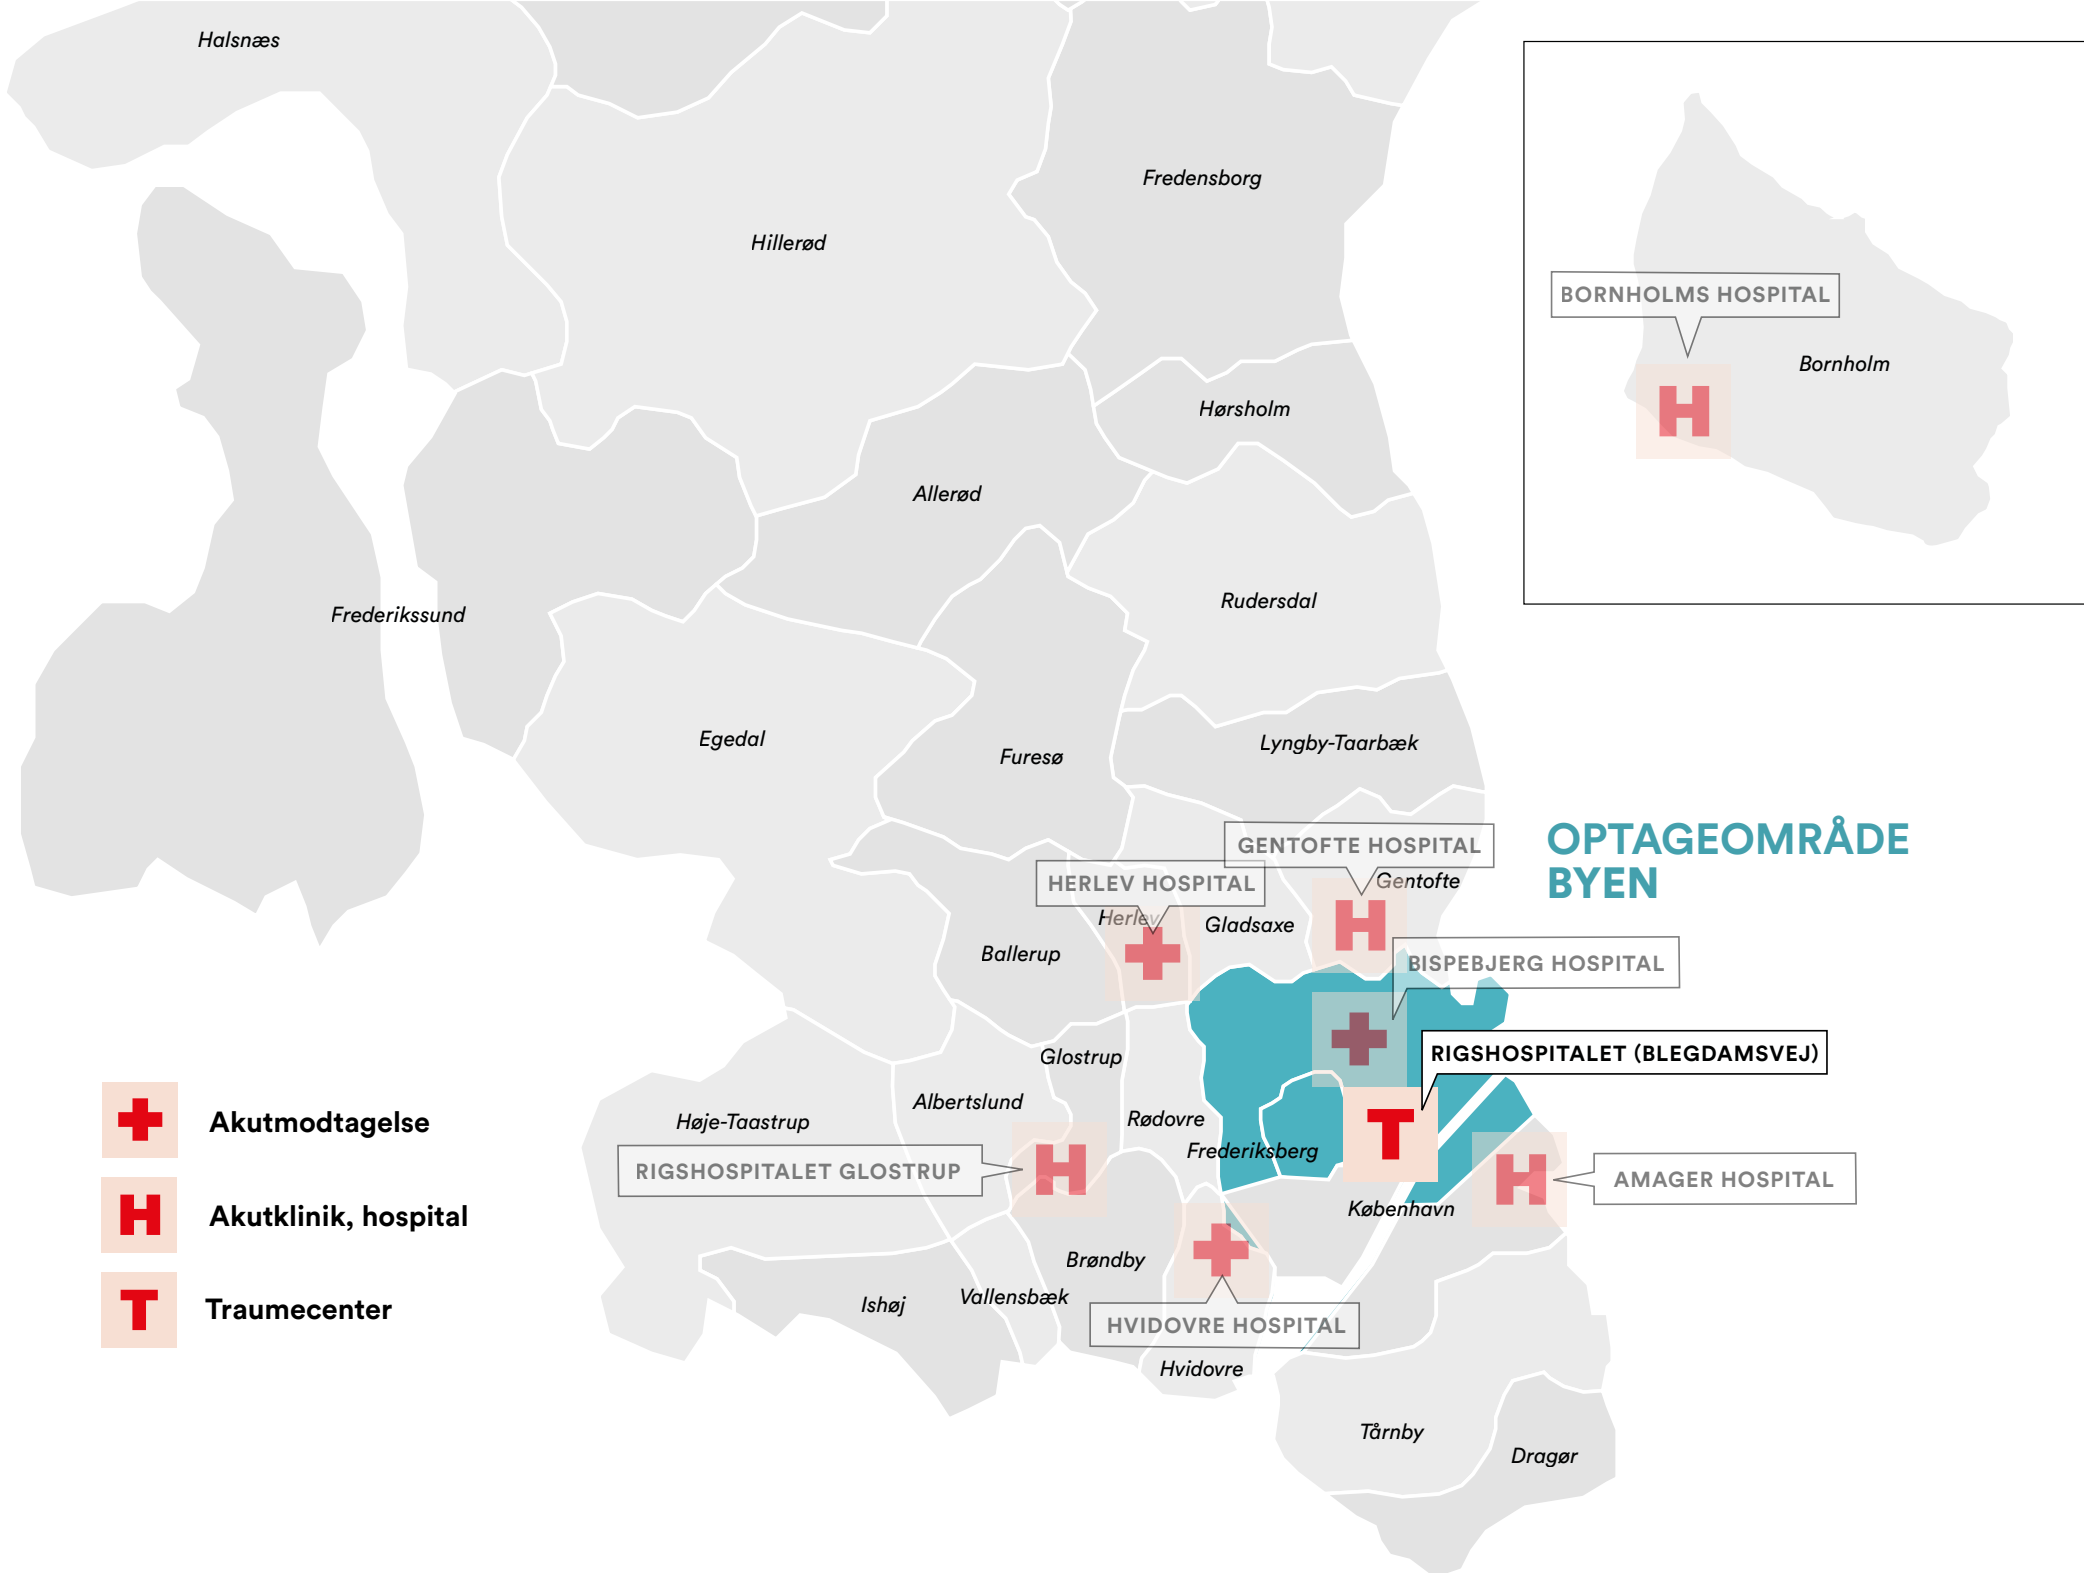 Halsnæs
Fredensborg
Hillerød
BORNHOLMS HOSPITAL
Bornholm
Hørsholm
Allerød
Rudersdal
Frederikssund
Egedal
Furesø
Lyngby-Taarbæk
OPTAGEOMRÅDE
BYEN
GENTOFTE HOSPITAL
HERLEV HOSPITAL
Gentofte
Herlev
Gladsaxe
Ballerup
BISPEBJERG HOSPITAL
RIGSHOSPITALET (BLEGDAMSVEJ)
Glostrup
Albertslund
Høje-Taastrup
Rødovre
Frederiksberg
RIGSHOSPITALET GLOSTRUP
H
AMAGER HOSPITAL
København
Brøndby
Vallensbæk
Ishøj
HVIDOVRE HOSPITAL
Hvidovre
Tårnby
Dragør
Akutmodtagelse
H Akutklinik, hospital
T Traumecenter
H
H
T
H